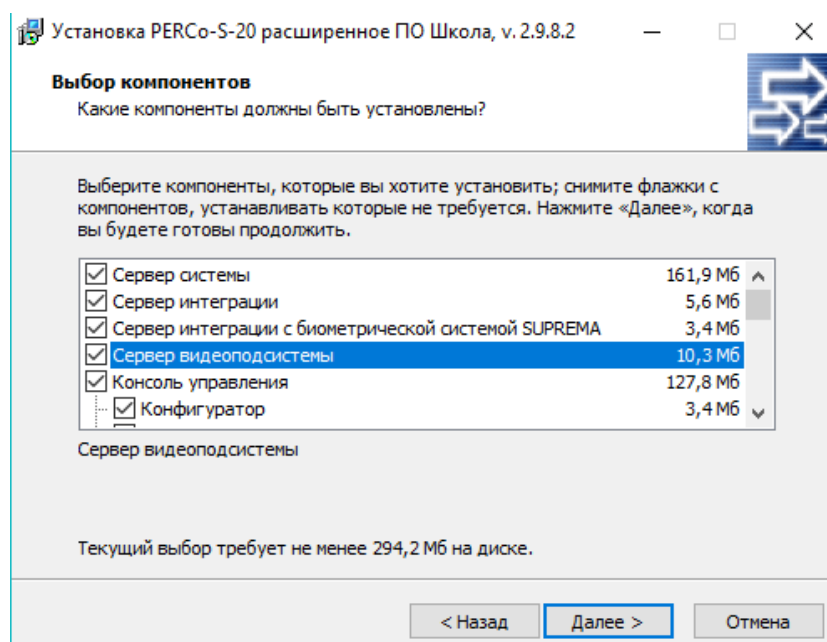 Установка PERCo-S-20 расширенное ПО Школа, v. 2.9.8.2
Выбор компонентов
Какие компоненты должны быть установлены?
Выберите компоненты, которые вы хотите установить; снимите флажки с
компонентов, устанавливать которые не требуется. Нажмите «Далее», когда
вы будете готовы продолжить.
Сервер системы 161,9 Мб
Сервер интеграции 5,6 Мб
Сервер интеграции с биометрической системой SUPREMA 3,4 Мб
Сервер видеоподсистемы 10,3 Мб
Консоль управления 127,8 Мб
Конфигуратор 3,4 Мб
Сервер видеоподсистемы
Текущий выбор требует не менее 294,2 Мб на диске.
< Назад Далее > Отмена